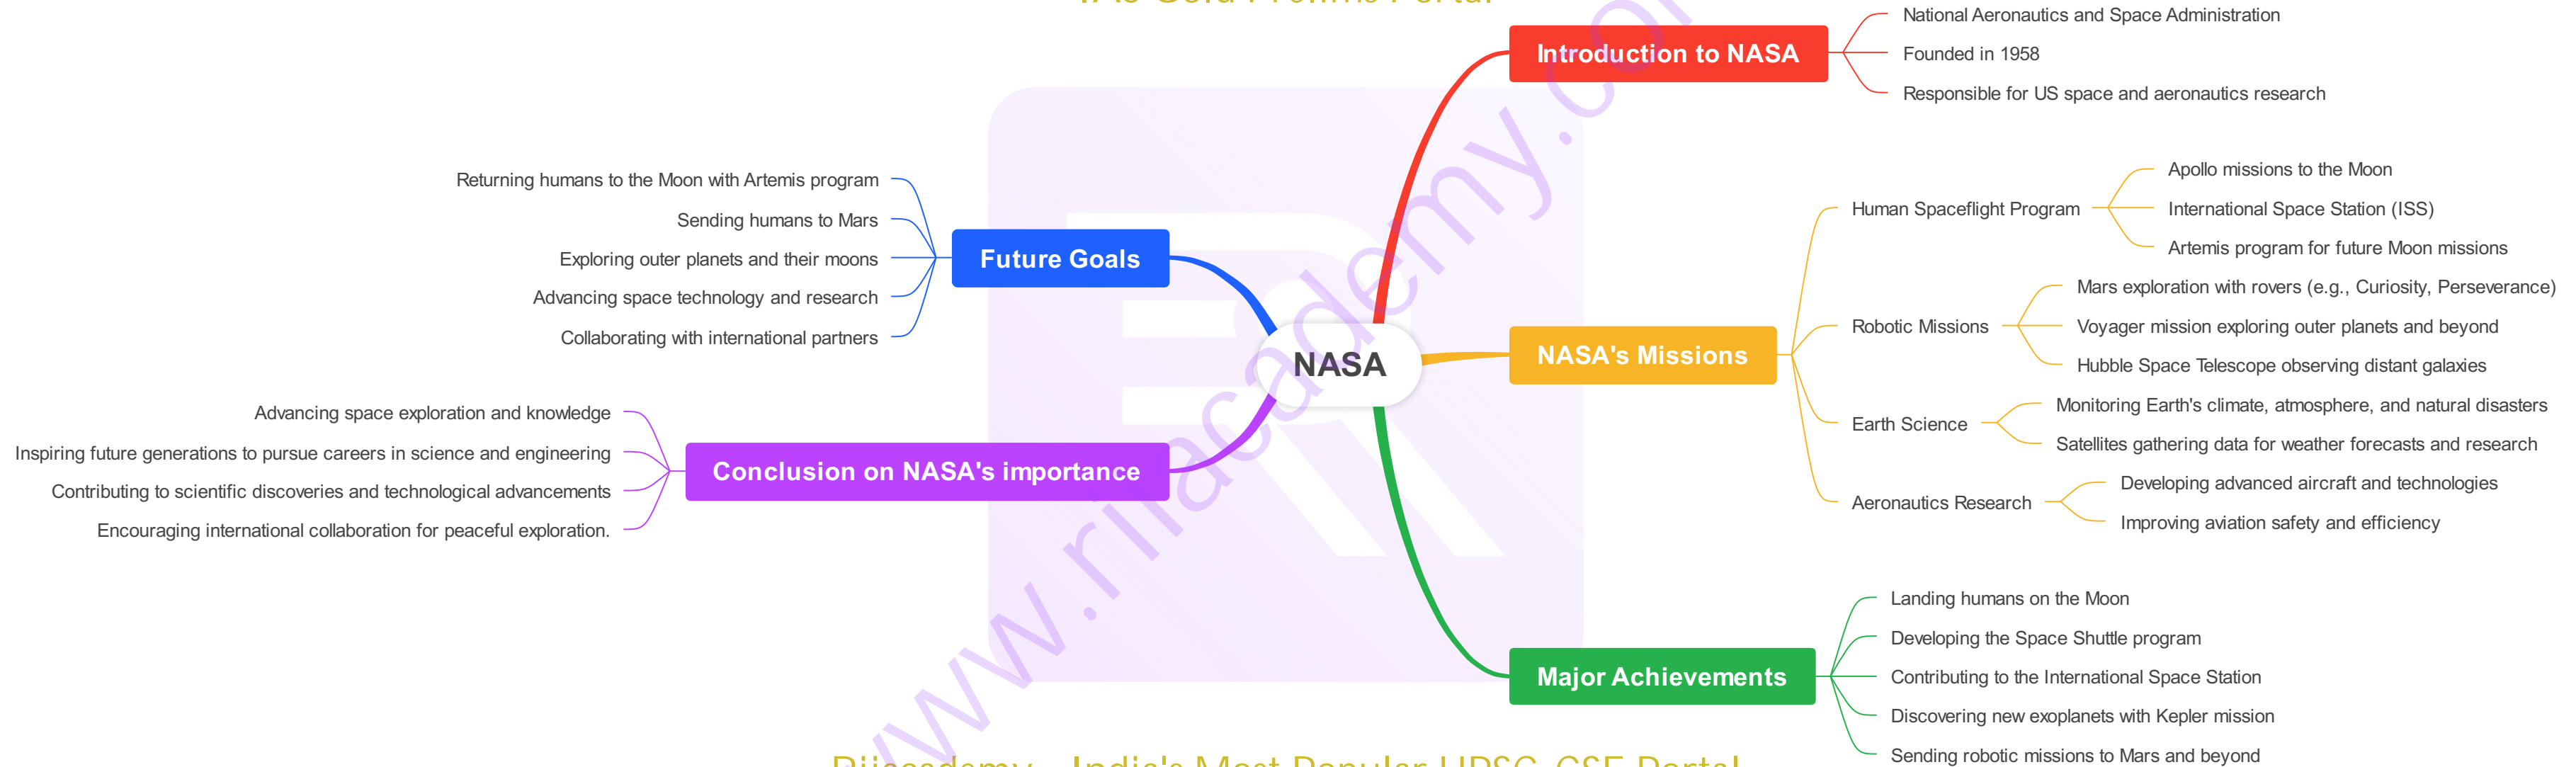 Introduction to NASA
National Aeronautics and Space Administration
Founded in 1958
Responsible for US space and aeronautics research
NASA
NASA's Missions
Human Spaceflight Program
Apollo missions to the Moon
International Space Station (ISS)
Artemis program for future Moon missions
Robotic Missions
Mars exploration with rovers (e.g., Curiosity, Perseverance)
Voyager mission exploring outer planets and beyond
Hubble Space Telescope observing distant galaxies
Earth Science
Monitoring Earth's climate, atmosphere, and natural disasters
Satellites gathering data for weather forecasts and research
Aeronautics Research
Developing advanced aircraft and technologies
Improving aviation safety and efficiency
Major Achievements
Landing humans on the Moon
Developing the Space Shuttle program
Contributing to the International Space Station
Discovering new exoplanets with Kepler mission
Sending robotic missions to Mars and beyond
Future Goals
Returning humans to the Moon with Artemis program
Sending humans to Mars
Exploring outer planets and their moons
Advancing space technology and research
Collaborating with international partners
Conclusion on NASA's importance
Advancing space exploration and knowledge
Inspiring future generations to pursue careers in science and engineering
Contributing to scientific discoveries and technological advancements
Encouraging international collaboration for peaceful exploration.
India's Most Popular UPSC-CSE Portal